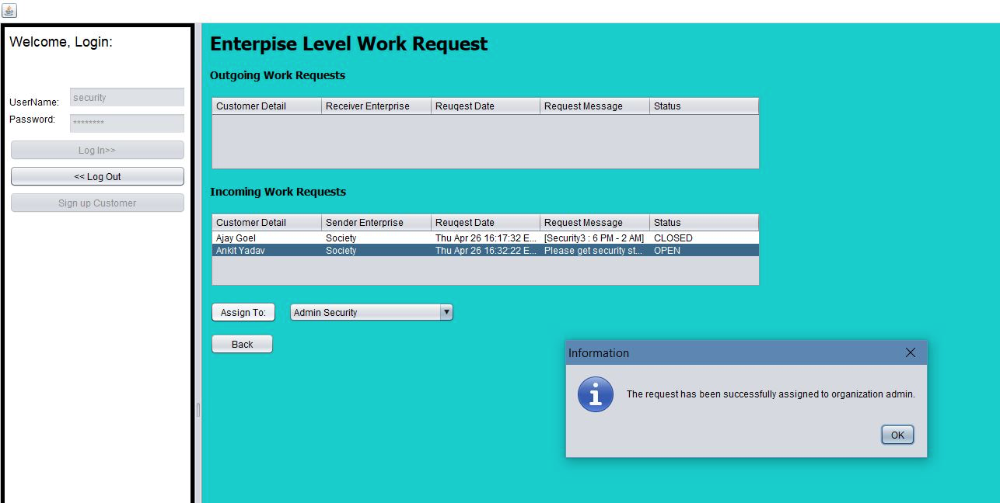 Welcome, Login:
UserName: security
Password: ********
Log In>>
<< Log Out
Sign up Customer
Enterpise Level Work Request
Outgoing Work Requests
Customer Detail Receiver Enterprise Reuqest Date Request Message Status
Incoming Work Requests
Customer Detail Sender Enterprise Reuqest Date Request Message Status
Ajay Goel Society Thu Apr 26 16:17:32 E... [Security3 : 6 PM - 2 AM] CLOSED
Ankit Yadav Society Thu Apr 26 16:32:22 E... Please get security st... OPEN
Assign To: Admin Security
Back
Information
The request has been successfully assigned to organization admin.
OK